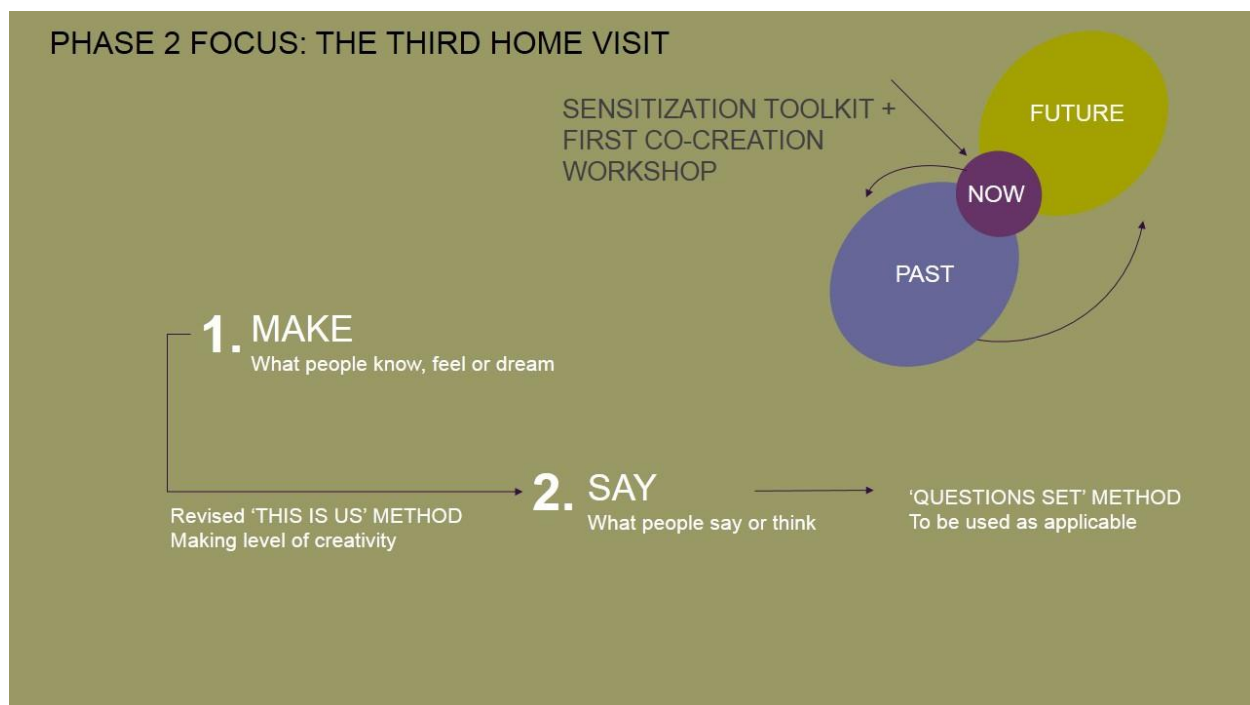 PHASE 2 FOCUS: THE THIRD HOME VISIT
SENSITIZATION TOOLKIT +
FIRST CO-CREATION
WORKSHOP
FUTURE
NOW
PAST
1. MAKE
What people know, feel or dream
Revised ‘THIS IS US’ METHOD
Making level of creativity
2. SAY
What people say or think
‘QUESTIONS SET’ METHOD
To be used as applicable